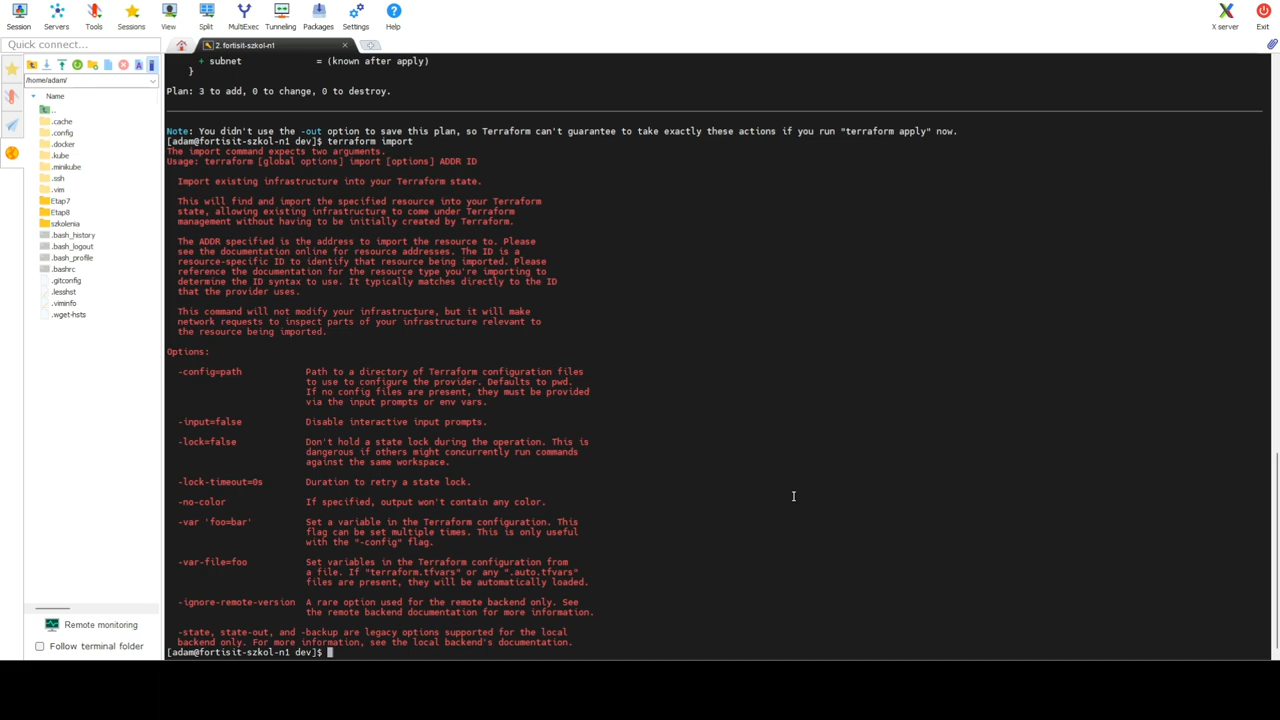 Session
Servers
Tools
Sessions
View
Split
MultiExec
Tunneling
Packages
Settings
Help
X server
Exit
Quick connect...
2. fortisit-szkol-n1
/home/adam/
Name
..
.cache
.config
.docker
.kube
.minikube
.ssh
.vim
Etap7
Etap8
szkolenia
.bash_history
.bash_logout
.bash_profile
.bashrc
.gitconfig
.lesshst
.viminfo
.wget-hsts
Remote monitoring
Follow terminal folder
+ subnet = (known after apply)
}
Plan: 3 to add, 0 to change, 0 to destroy.
Note: You didn't use the -out option to save this plan, so Terraform can't guarantee to take exactly these actions if you run "terraform apply" now.
[adam@fortisit-szkol-n1 dev]$ terraform import
The import command expects two arguments.
Usage: terraform [global options] import [options] ADDR ID
Import existing infrastructure into your Terraform state.
This will find and import the specified resource into your Terraform
state, allowing existing infrastructure to come under Terraform
management without having to be initially created by Terraform.
The ADDR specified is the address to import the resource to. Please
see the documentation online for resource addresses. The ID is a
resource-specific ID to identify that resource being imported. Please
reference the documentation for the resource type you're importing to
determine the ID syntax to use. It typically matches directly to the ID
that the provider uses.
This command will not modify your infrastructure, but it will make
network requests to inspect parts of your infrastructure relevant to
the resource being imported.
Options:
-config=path Path to a directory of Terraform configuration files
to use to configure the provider. Defaults to pwd.
If no config files are present, they must be provided
via the input prompts or env vars.
-input=false Disable interactive input prompts.
-lock=false Don't hold a state lock during the operation. This is
dangerous if others might concurrently run commands
against the same workspace.
-lock-timeout=0s Duration to retry a state lock.
-no-color If specified, output won't contain any color.
-var 'foo=bar' Set a variable in the Terraform configuration. This
flag can be set multiple times. This is only useful
with the "-config" flag.
-var-file=foo Set variables in the Terraform configuration from
a file. If "terraform.tfvars" or any ".auto.tfvars"
files are present, they will be automatically loaded.
-ignore-remote-version A rare option used for the remote backend only. See
the remote backend documentation for more information.
-state, state-out, and -backup are legacy options supported for the local
backend only. For more information, see the local backend's documentation.
[adam@fortisit-szkol-n1 dev]$